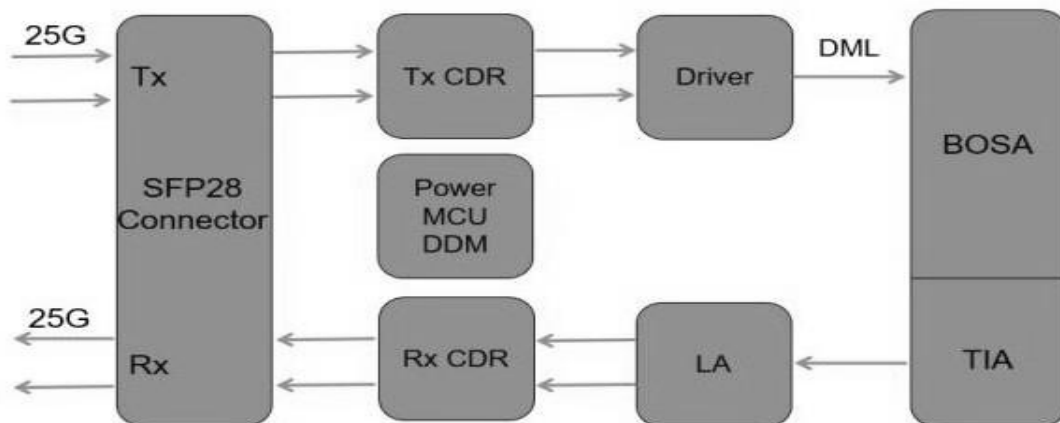 25G
Tx
SFP28
Connector
25G
Rx
Tx CDR
Power
MCU
DDM
Rx CDR
Driver
LA
DML
BOSA
TIA